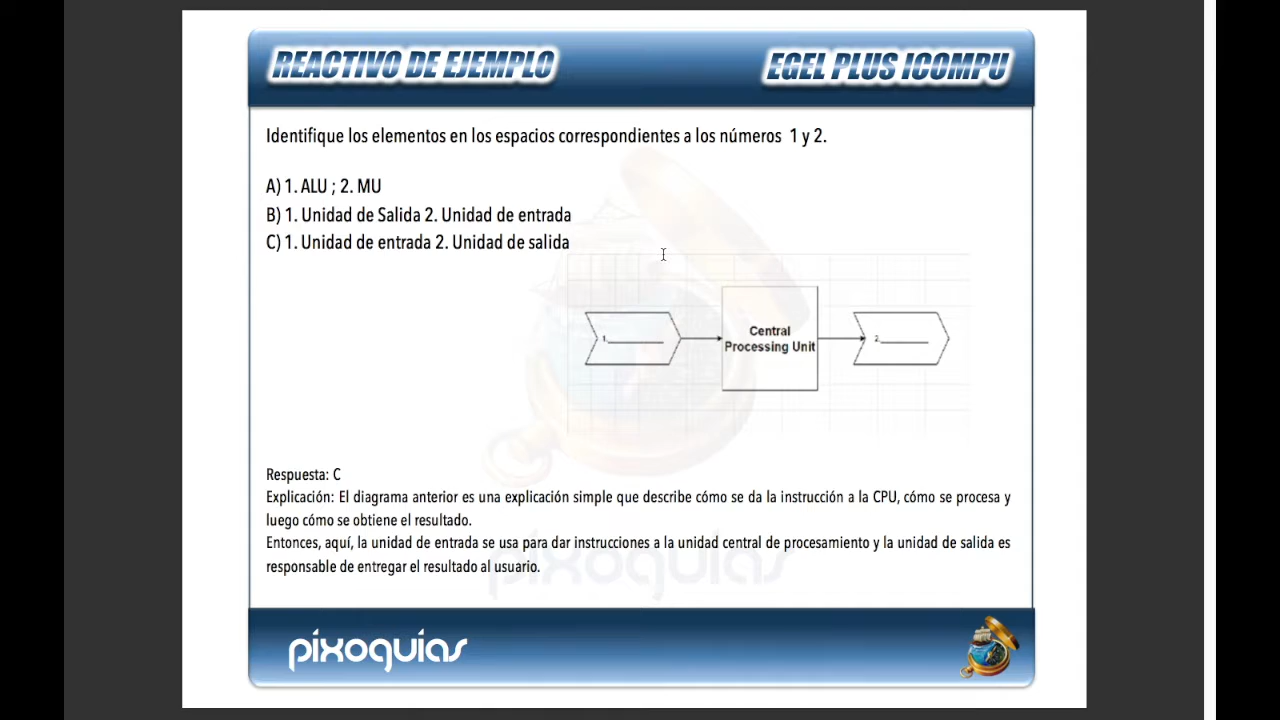 REACTIVO DE EJEMPLO
EGEL PLUS ICOMPU
Identifique los elementos en los espacios correspondientes a los números 1 y 2.
A) 1. ALU ; 2. MU
B) 1. Unidad de Salida 2. Unidad de entrada
C) 1. Unidad de entrada 2. Unidad de salida
1.________
Central
Processing Unit
2.________
Respuesta: C
Explicación: El diagrama anterior es una explicación simple que describe cómo se da la instrucción a la CPU, cómo se procesa y
luego cómo se obtiene el resultado.
Entonces, aquí, la unidad de entrada se usa para dar instrucciones a la unidad central de procesamiento y la unidad de salida es
responsable de entregar el resultado al usuario.
pixoguías
pixoguías